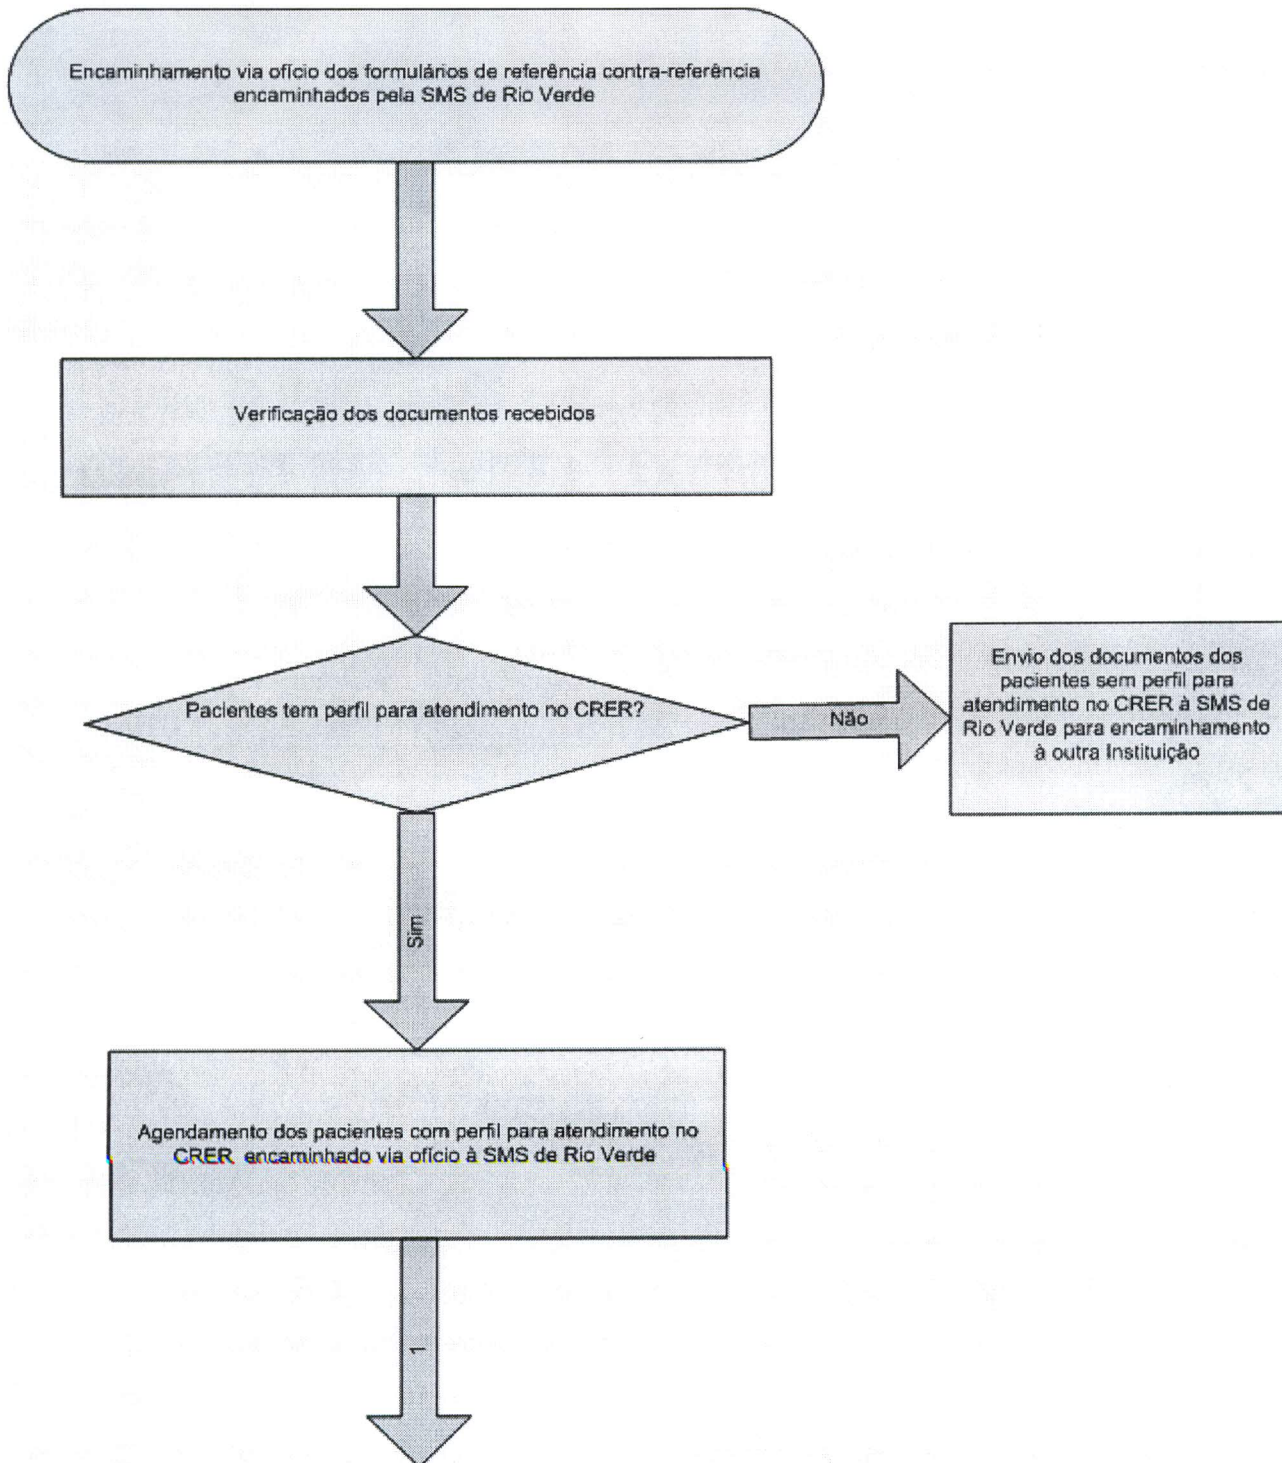 Encaminhamento via ofício dos formulários de referência contra-referência
encaminhados pela SMS de Rio Verde
Verificação dos documentos recebidos
Pacientes tem perfil para atendimento no CRER?
Não
Envio dos documentos dos
pacientes sem perfil para
atendimento no CRER à SMS de
Rio Verde para encaminhamento
à outra Instituição
Sim
Agendamento dos pacientes com perfil para atendimento no
CRER encaminhado via ofício à SMS de Rio Verde
1